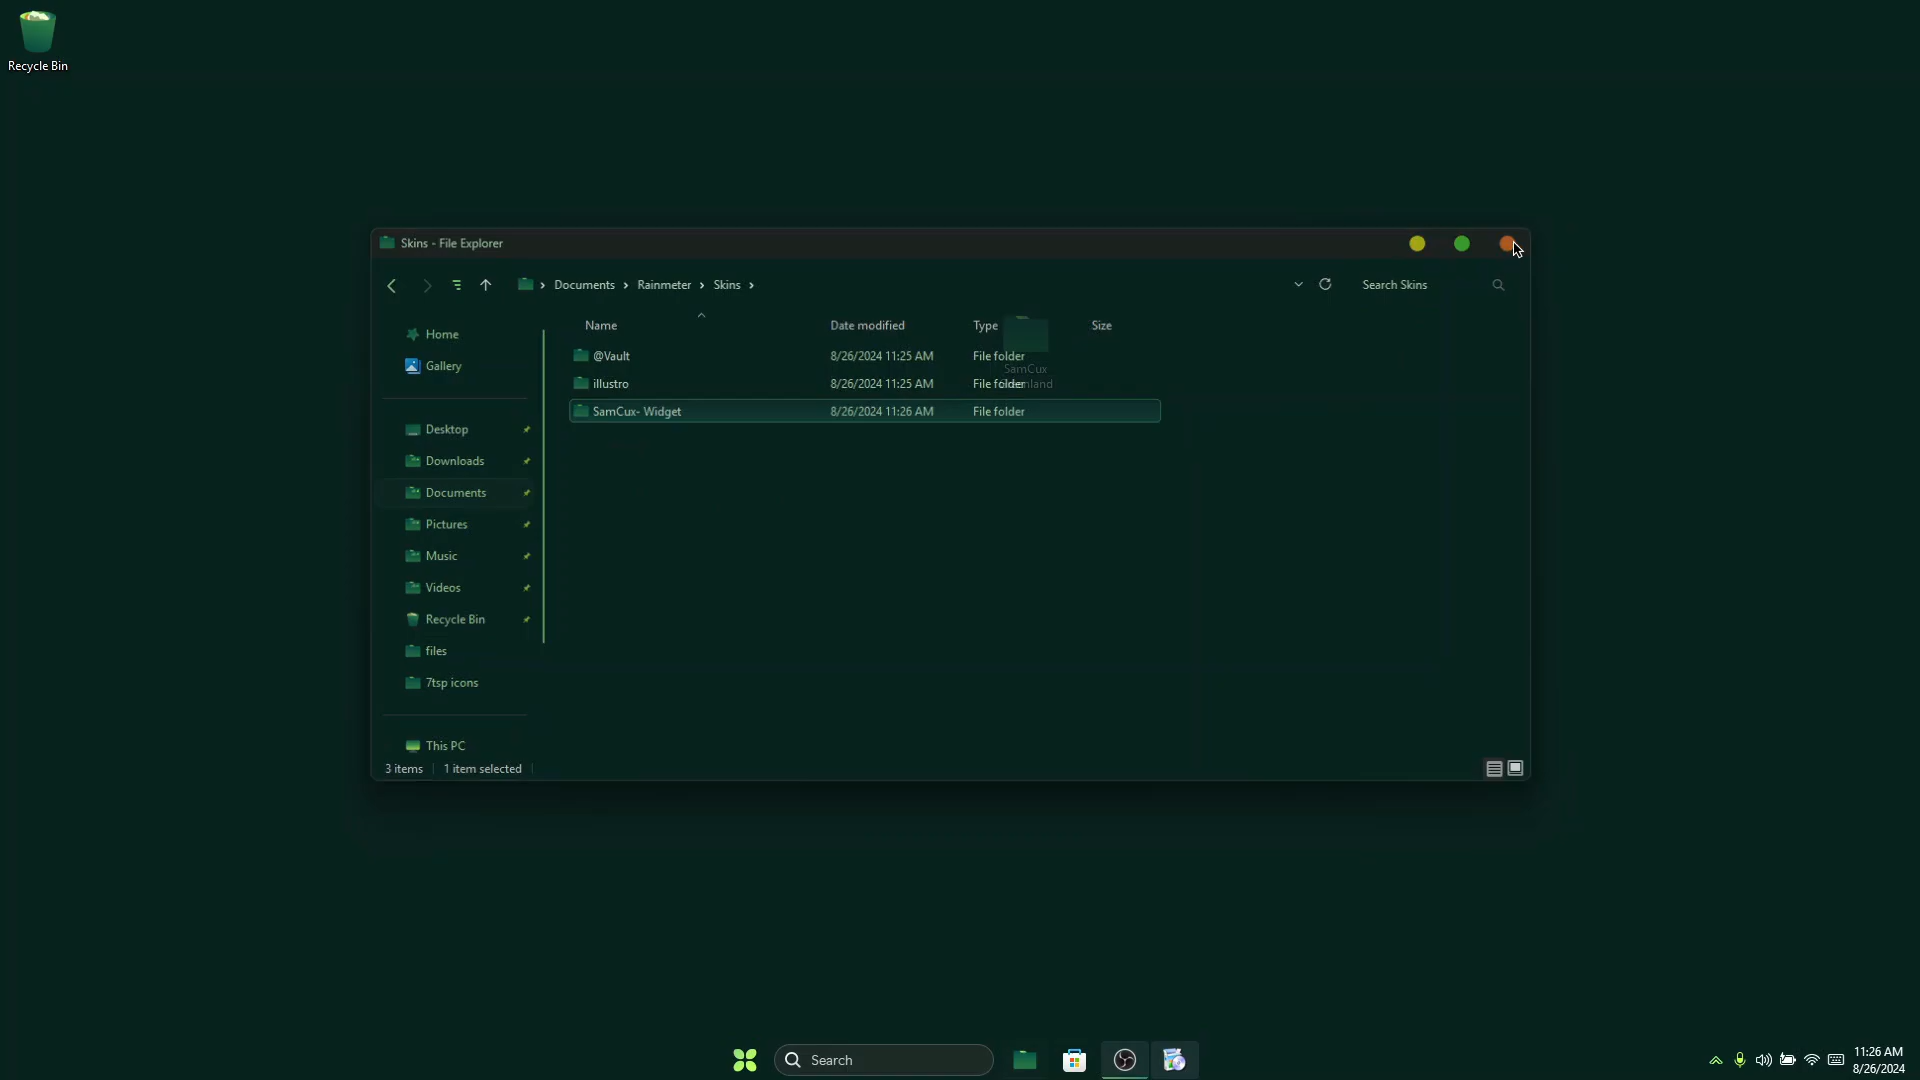 Recycle Bin
Skins - File Explorer
Documents
Rainmeter
Skins
Search Skins
Name
Date modified
Type
Size
@Vault
8/26/2024 11:25 AM
File folder
illustro
8/26/2024 11:25 AM
File folder
SamCux- Widget
8/26/2024 11:26 AM
File folder
SamCux
Home
Gallery
Desktop
Downloads
Documents
Pictures
Music
Videos
Recycle Bin
files
7tsp icons
This PC
3 items
1 item selected
Search
11:26 AM
8/26/2024